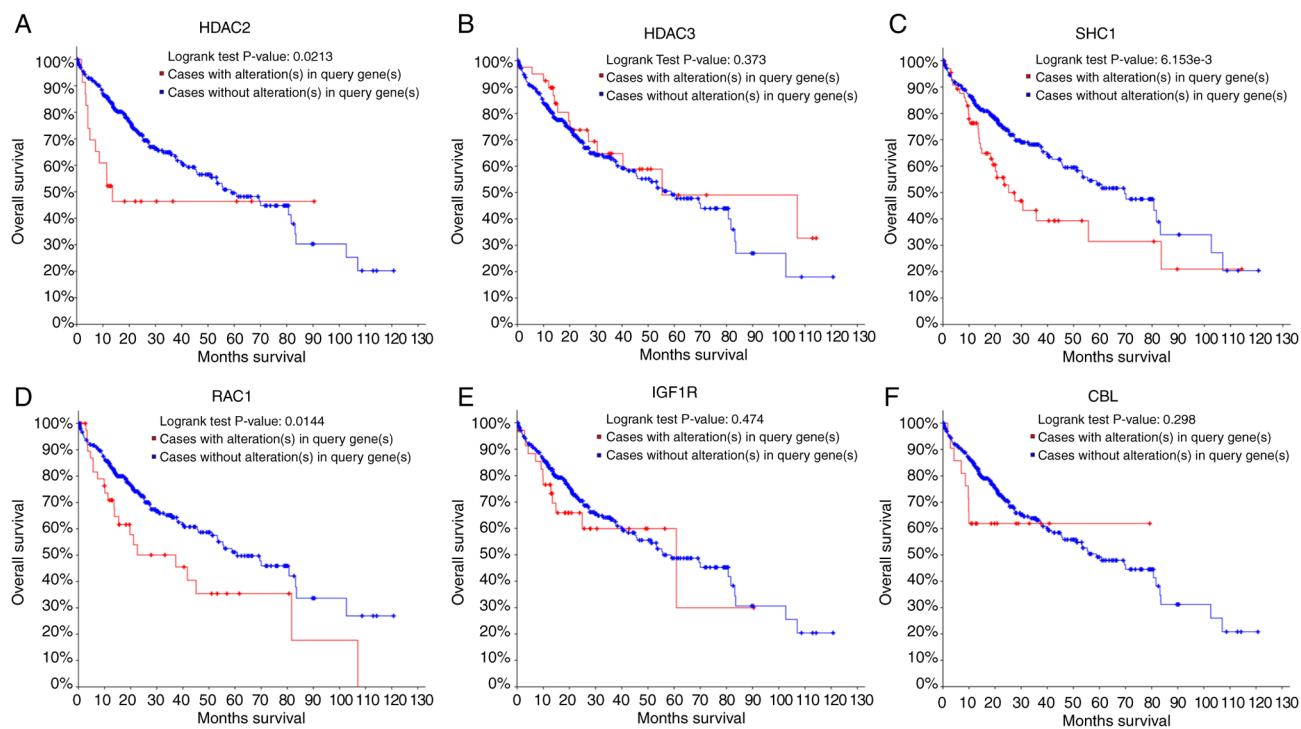 A
HDAC2
Logrank test P-value: 0.0213
Cases with alteration(s) in query gene(s)
Cases without alteration(s) in query gene(s)
Overall survival
100%
90%
80%
70%
60%
50%
40%
30%
20%
10%
0%
0 10 20 30 40 50 60 70 80 90 100 110 120 130
Months survival
B
HDAC3
Logrank Test P-value: 0.373
Cases with alteration(s) in query gene(s)
Cases without alteration(s) in query gene(s)
Overall survival
100%
90%
80%
70%
60%
50%
40%
30%
20%
10%
0%
0 10 20 30 40 50 60 70 80 90 100 110 120 130
Months survival
C
SHC1
Logrank test P-value: 6.153e-3
Cases with alteration(s) in query gene(s)
Cases without alteration(s) in query gene(s)
Overall survival
100%
90%
80%
70%
60%
50%
40%
30%
20%
10%
0%
0 10 20 30 40 50 60 70 80 90 100 110 120 130
Months survival
D
RAC1
Logrank test P-value: 0.0144
Cases with alteration(s) in query gene(s)
Cases without alteration(s) in query gene(s)
Overall survival
100%
90%
80%
70%
60%
50%
40%
30%
20%
10%
0%
0 10 20 30 40 50 60 70 80 90 100 110 120 130
Months survival
E
IGF1R
Logrank test P-value: 0.474
Cases with alteration(s) in query gene(s)
Cases without alteration(s) in query gene(s)
Overall survival
100%
90%
80%
70%
60%
50%
40%
30%
20%
10%
0%
0 10 20 30 40 50 60 70 80 90 100 110 120 130
Months survival
F
CBL
Logrank test P-value: 0.298
Cases with alteration(s) in query gene(s)
Cases without alteration(s) in query gene(s)
Overall survival
100%
90%
80%
70%
60%
50%
40%
30%
20%
10%
0%
0 10 20 30 40 50 60 70 80 90 100 110 120 130
Months survival